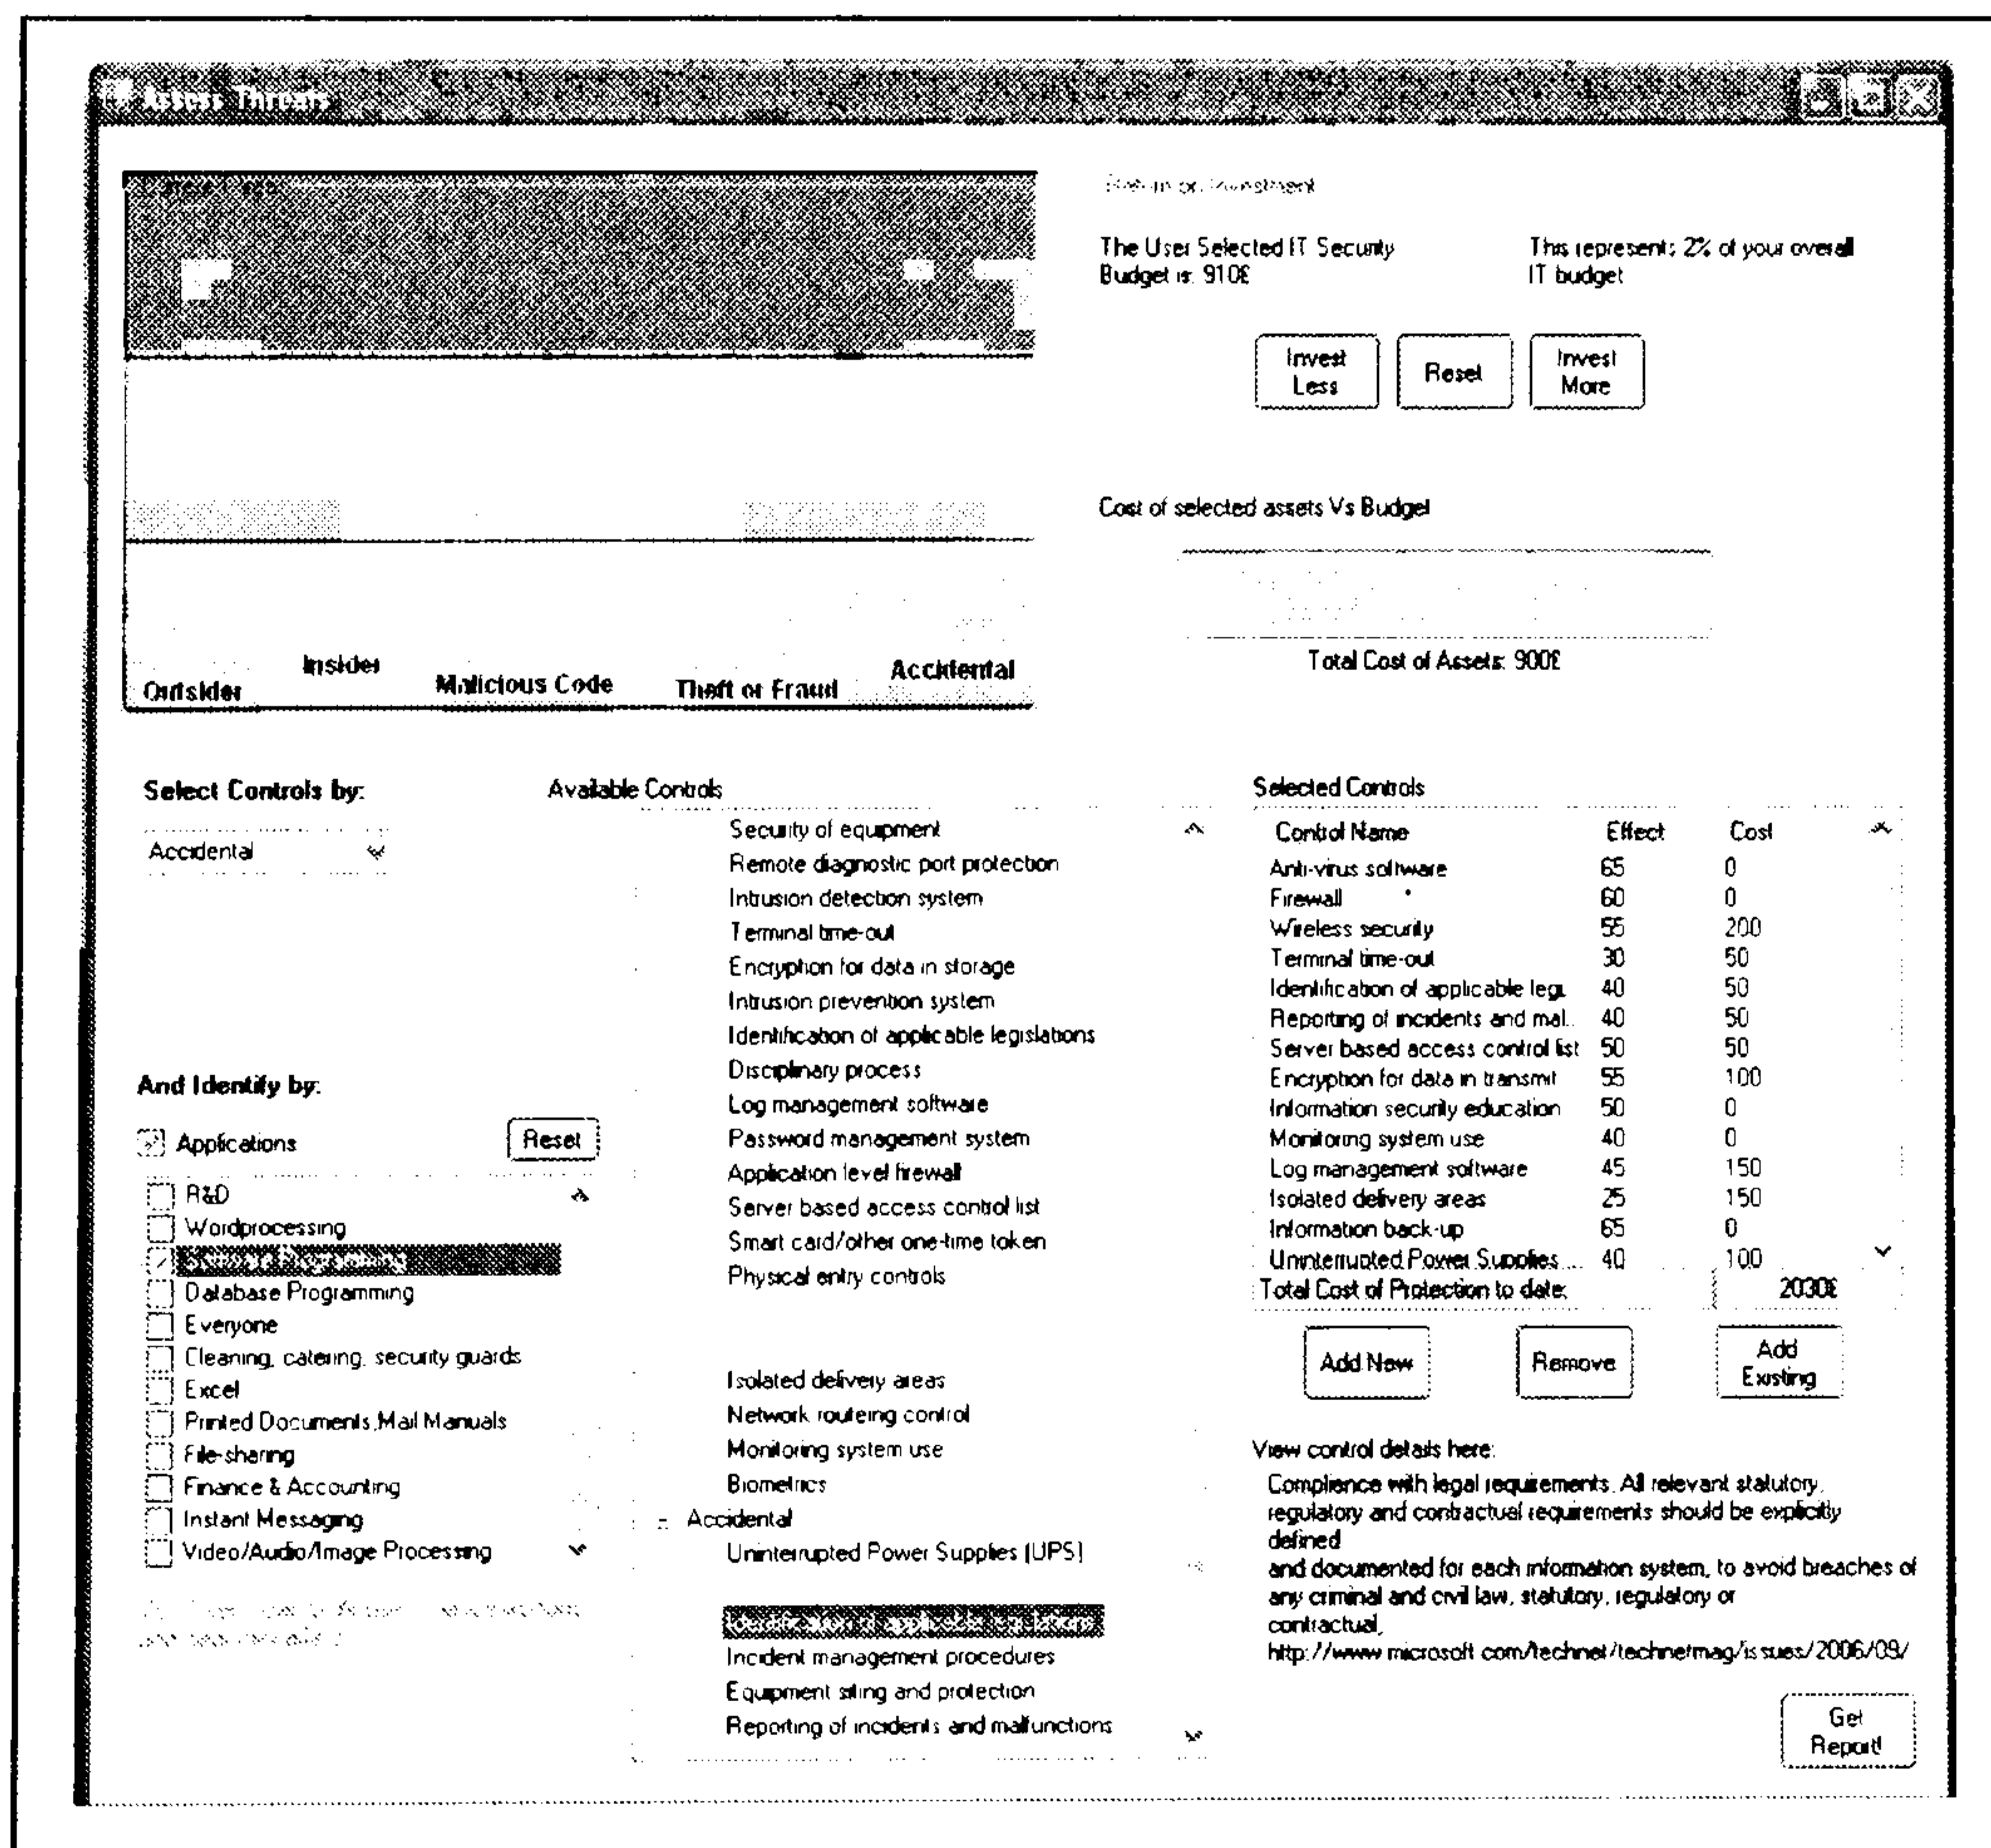 Assess Threats
Return on Investment
The User Selected IT Security
Budget is: 910£
This represents 2% of your overall
IT budget
Invest
Less
Reset
Invest
More
Cost of selected assets Vs Budget
Total Cost of Assets: 900£
Outsider
Insider
Malicious Code
Theft or Fraud
Accidental
Select Controls by:
Accidental
And Identify by:
Applications
Reset
R&D
Wordprocessing
Database Programming
Everyone
Cleaning, catering, security guards
Excel
Printed Documents,Mail Manuals
File-sharing
Finance & Accounting
Instant Messaging
Video/Audio/Image Processing
Available Controls
Security of equipment
Remote diagnostic port protection
Intrusion detection system
Terminal time-out
Encryption for data in storage
Intrusion prevention system
Identification of applicable legislations
Disciplinary process
Log management software
Password management system
Application level firewall
Server based access control list
Smart card/other one-time token
Physical entry controls
Isolated delivery areas
Network routeing control
Monitoring system use
Biometrics
Accidental
Uninterrupted Power Supplies (UPS)
Incident management procedures
Equipment siting and protection
Reporting of incidents and malfunctions
Selected Controls
Control Name Effect Cost
Anti-virus software 65 0
Firewall 60 0
Wireless security 55 200
Terminal time-out 30 50
Identification of applicable legi.. 40 50
Reporting of incidents and mal.. 40 50
Server based access control list 50 50
Encryption for data in transmit 55 100
Information security education 50 0
Monitoring system use 40 0
Log management software 45 150
Isolated delivery areas 25 150
Information back-up 65 0
Uninterrupted Power Supplies ... 40 100
Total Cost of Protection to date: 2030£
Add New
Remove
Add
Existing
View control details here:
Compliance with legal requirements. All relevant statutory,
regulatory and contractual requirements should be explicitly
defined
and documented for each information system, to avoid breaches of
any criminal and civil law, statutory, regulatory or
contractual,
http://www.microsoft.com/technet/technetmag/issues/2006/09/
Get
Report!